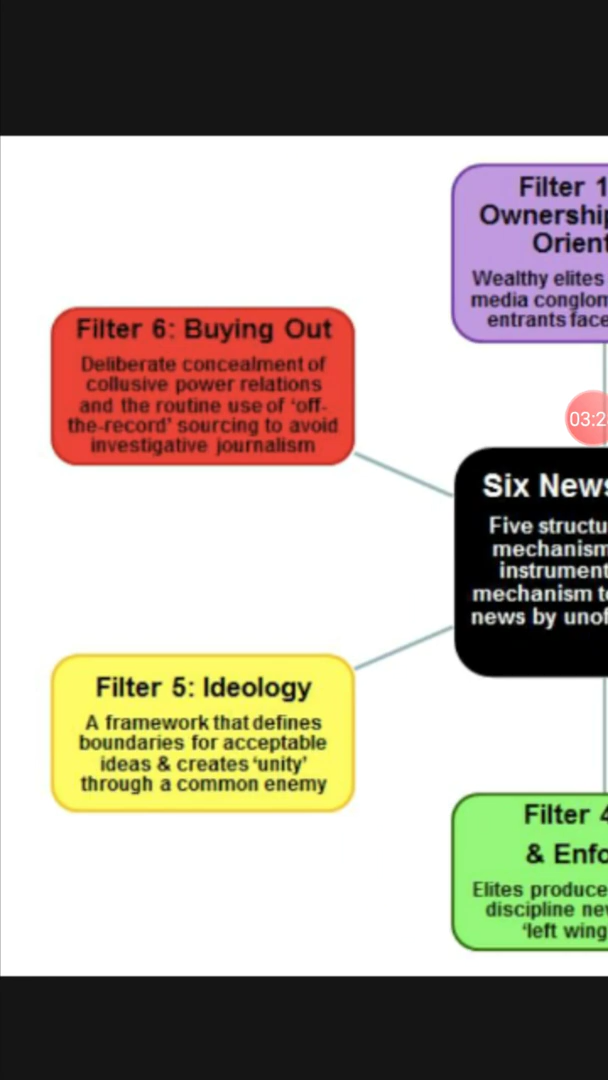 Filter 1
Ownership
Orient
Wealthy elites
media conglom
entrants face
Filter 6: Buying Out
Deliberate concealment of
collusive power relations
and the routine use of ‘off-
the-record’ sourcing to avoid
investigative journalism
03:2
Six News
Five structu
mechanism
instrument
mechanism to
news by unof
Filter 5: Ideology
A framework that defines
boundaries for acceptable
ideas & creates ‘unity’
through a common enemy
Filter 4
& Enfo
Elites produce
discipline nev
‘left wing